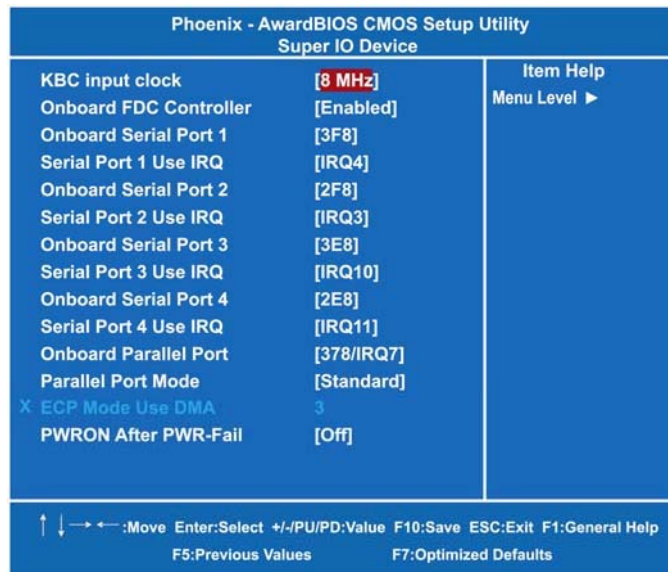 Phoenix - AwardBIOS CMOS Setup Utility
Super IO Device
KBC input clock [8 MHz]
Onboard FDC Controller [Enabled]
Onboard Serial Port 1 [3F8]
Serial Port 1 Use IRQ [IRQ4]
Onboard Serial Port 2 [2F8]
Serial Port 2 Use IRQ [IRQ3]
Onboard Serial Port 3 [3E8]
Serial Port 3 Use IRQ [IRQ10]
Onboard Serial Port 4 [2E8]
Serial Port 4 Use IRQ [IRQ11]
Onboard Parallel Port [378/IRQ7]
Parallel Port Mode [Standard]
X ECP Mode Use DMA 3
PWRON After PWR-Fail [Off]
Item Help
Menu Level ►
↑ ↓ → ← :Move Enter:Select +/-/PU/PD:Value F10:Save ESC:Exit F1:General Help
F5:Previous Values F7:Optimized Defaults